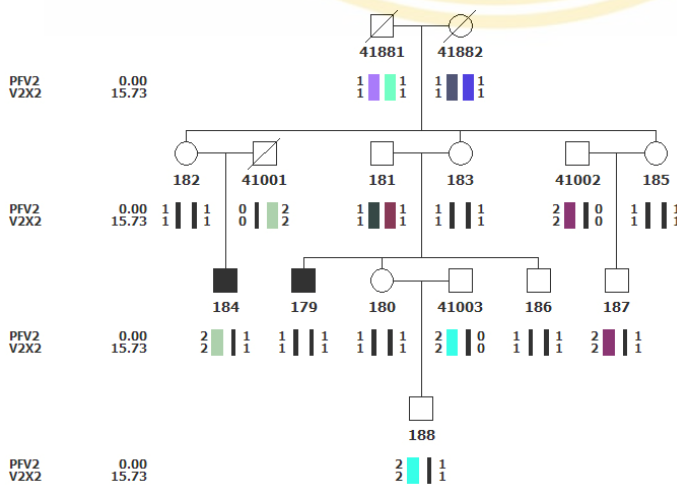 41881 41882
PFV2 0.00 1 1 1 1
V2X2 15.73 1 1 1 1
182 41001 181 183 41002 185
PFV2 0.00 1 1 0 2 1 1 1 1 2 0 1 1
V2X2 15.73 1 1 0 2 1 1 1 1 2 0 1 1
184 179 180 41003 186 187
PFV2 0.00 2 1 1 1 1 1 2 0 1 1 2 1
V2X2 15.73 2 1 1 1 1 1 2 0 1 1 2 1
188
PFV2 0.00 2 1
V2X2 15.73 2 1